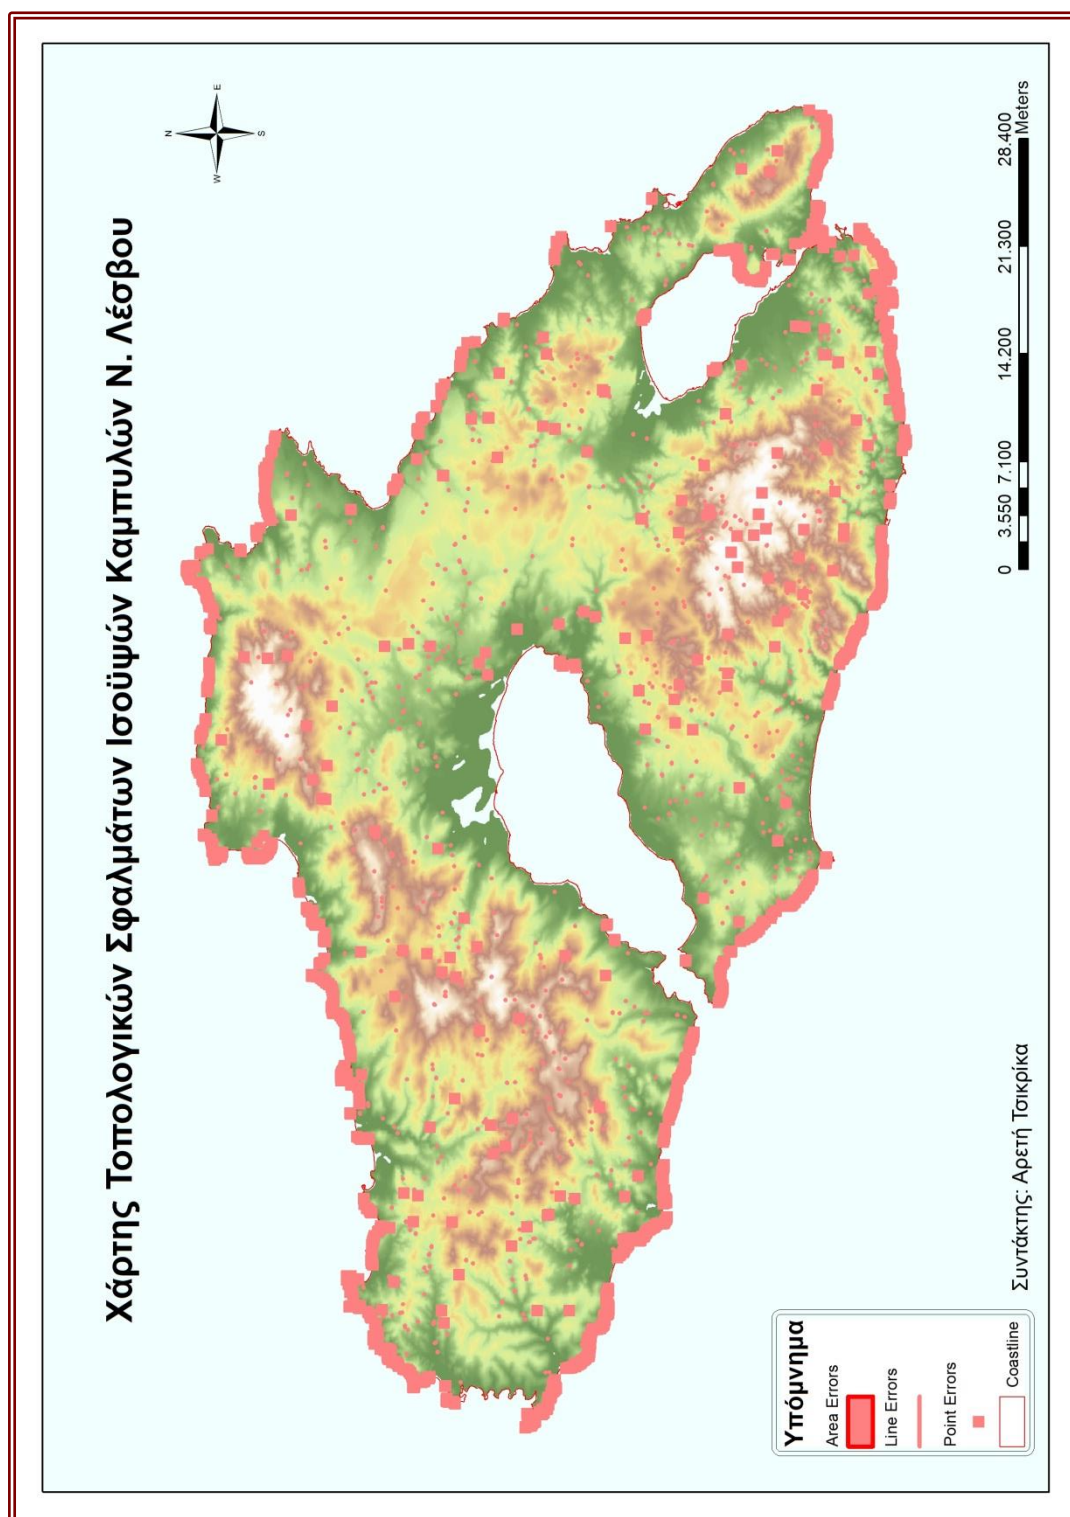 Χάρτης Τοπολογικών Σφαλμάτων Ισοϋψών Καμπυλών Ν. Λέσβου
N
W
E
S
Υπόμνημα
Area Errors
Line Errors
Point Errors
Coastline
Συντάκτης: Αρετή Τσικρίκα
0 3.550 7.100 14.200 21.300 28.400
Meters